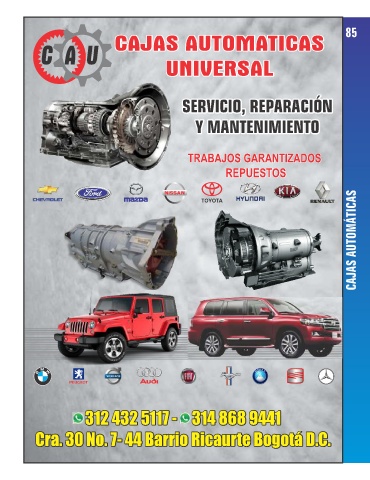 CAU
CAJAS AUTOMATICAS
UNIVERSAL
SERVICIO, REPARACIÓN
Y MANTENIMIENTO
TRABAJOS GARANTIZADOS
REPUESTOS
CHEVROLET
Ford
mazda
NISSAN
TOYOTA
HYUNDAI
KIA
RENAULT
PEUGEOT
Audi
312 432 5117 - 314 868 9441
Cra. 30 No. 7- 44 Barrio Ricaurte Bogotá D.C.
85
CAJAS AUTOMÁTICAS